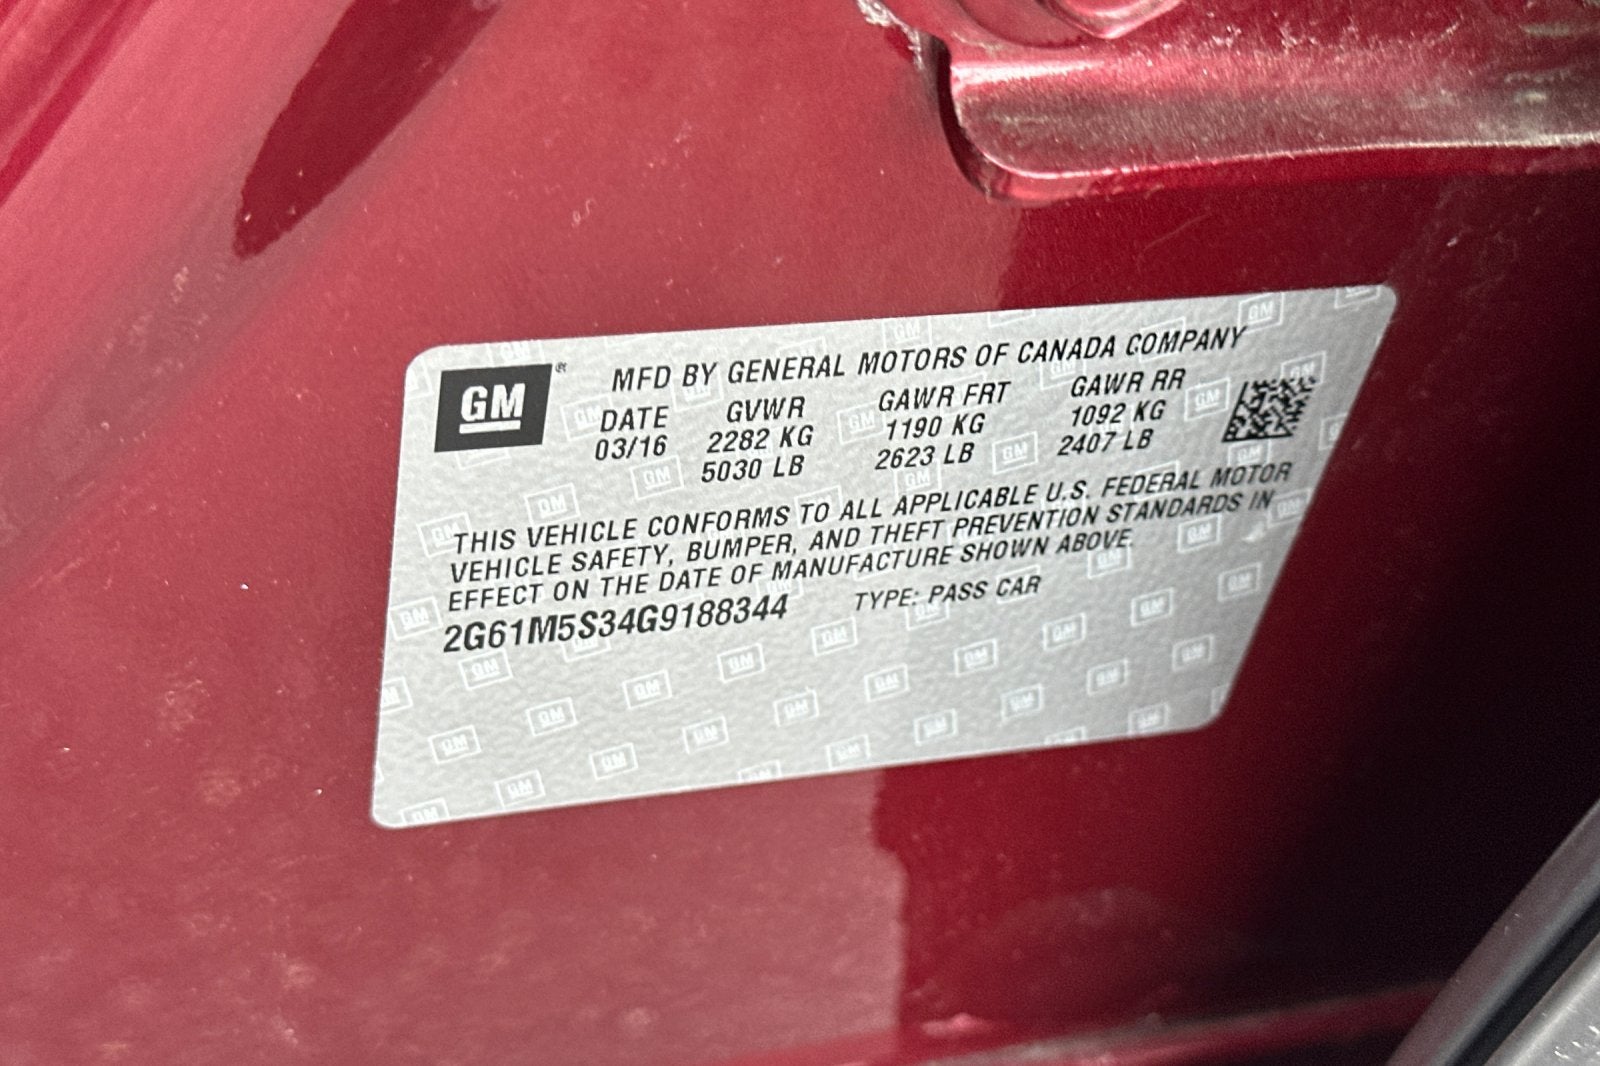 GM ®
MFD BY GENERAL MOTORS OF CANADA COMPANY
DATE GVWR GAWR FRT GAWR RR
03/16 2282 KG 1190 KG 1092 KG
5030 LB 2623 LB 2407 LB
THIS VEHICLE CONFORMS TO ALL APPLICABLE U.S. FEDERAL MOTOR
VEHICLE SAFETY, BUMPER, AND THEFT PREVENTION STANDARDS IN
EFFECT ON THE DATE OF MANUFACTURE SHOWN ABOVE.
2G61M5S34G9188344 TYPE: PASS CAR